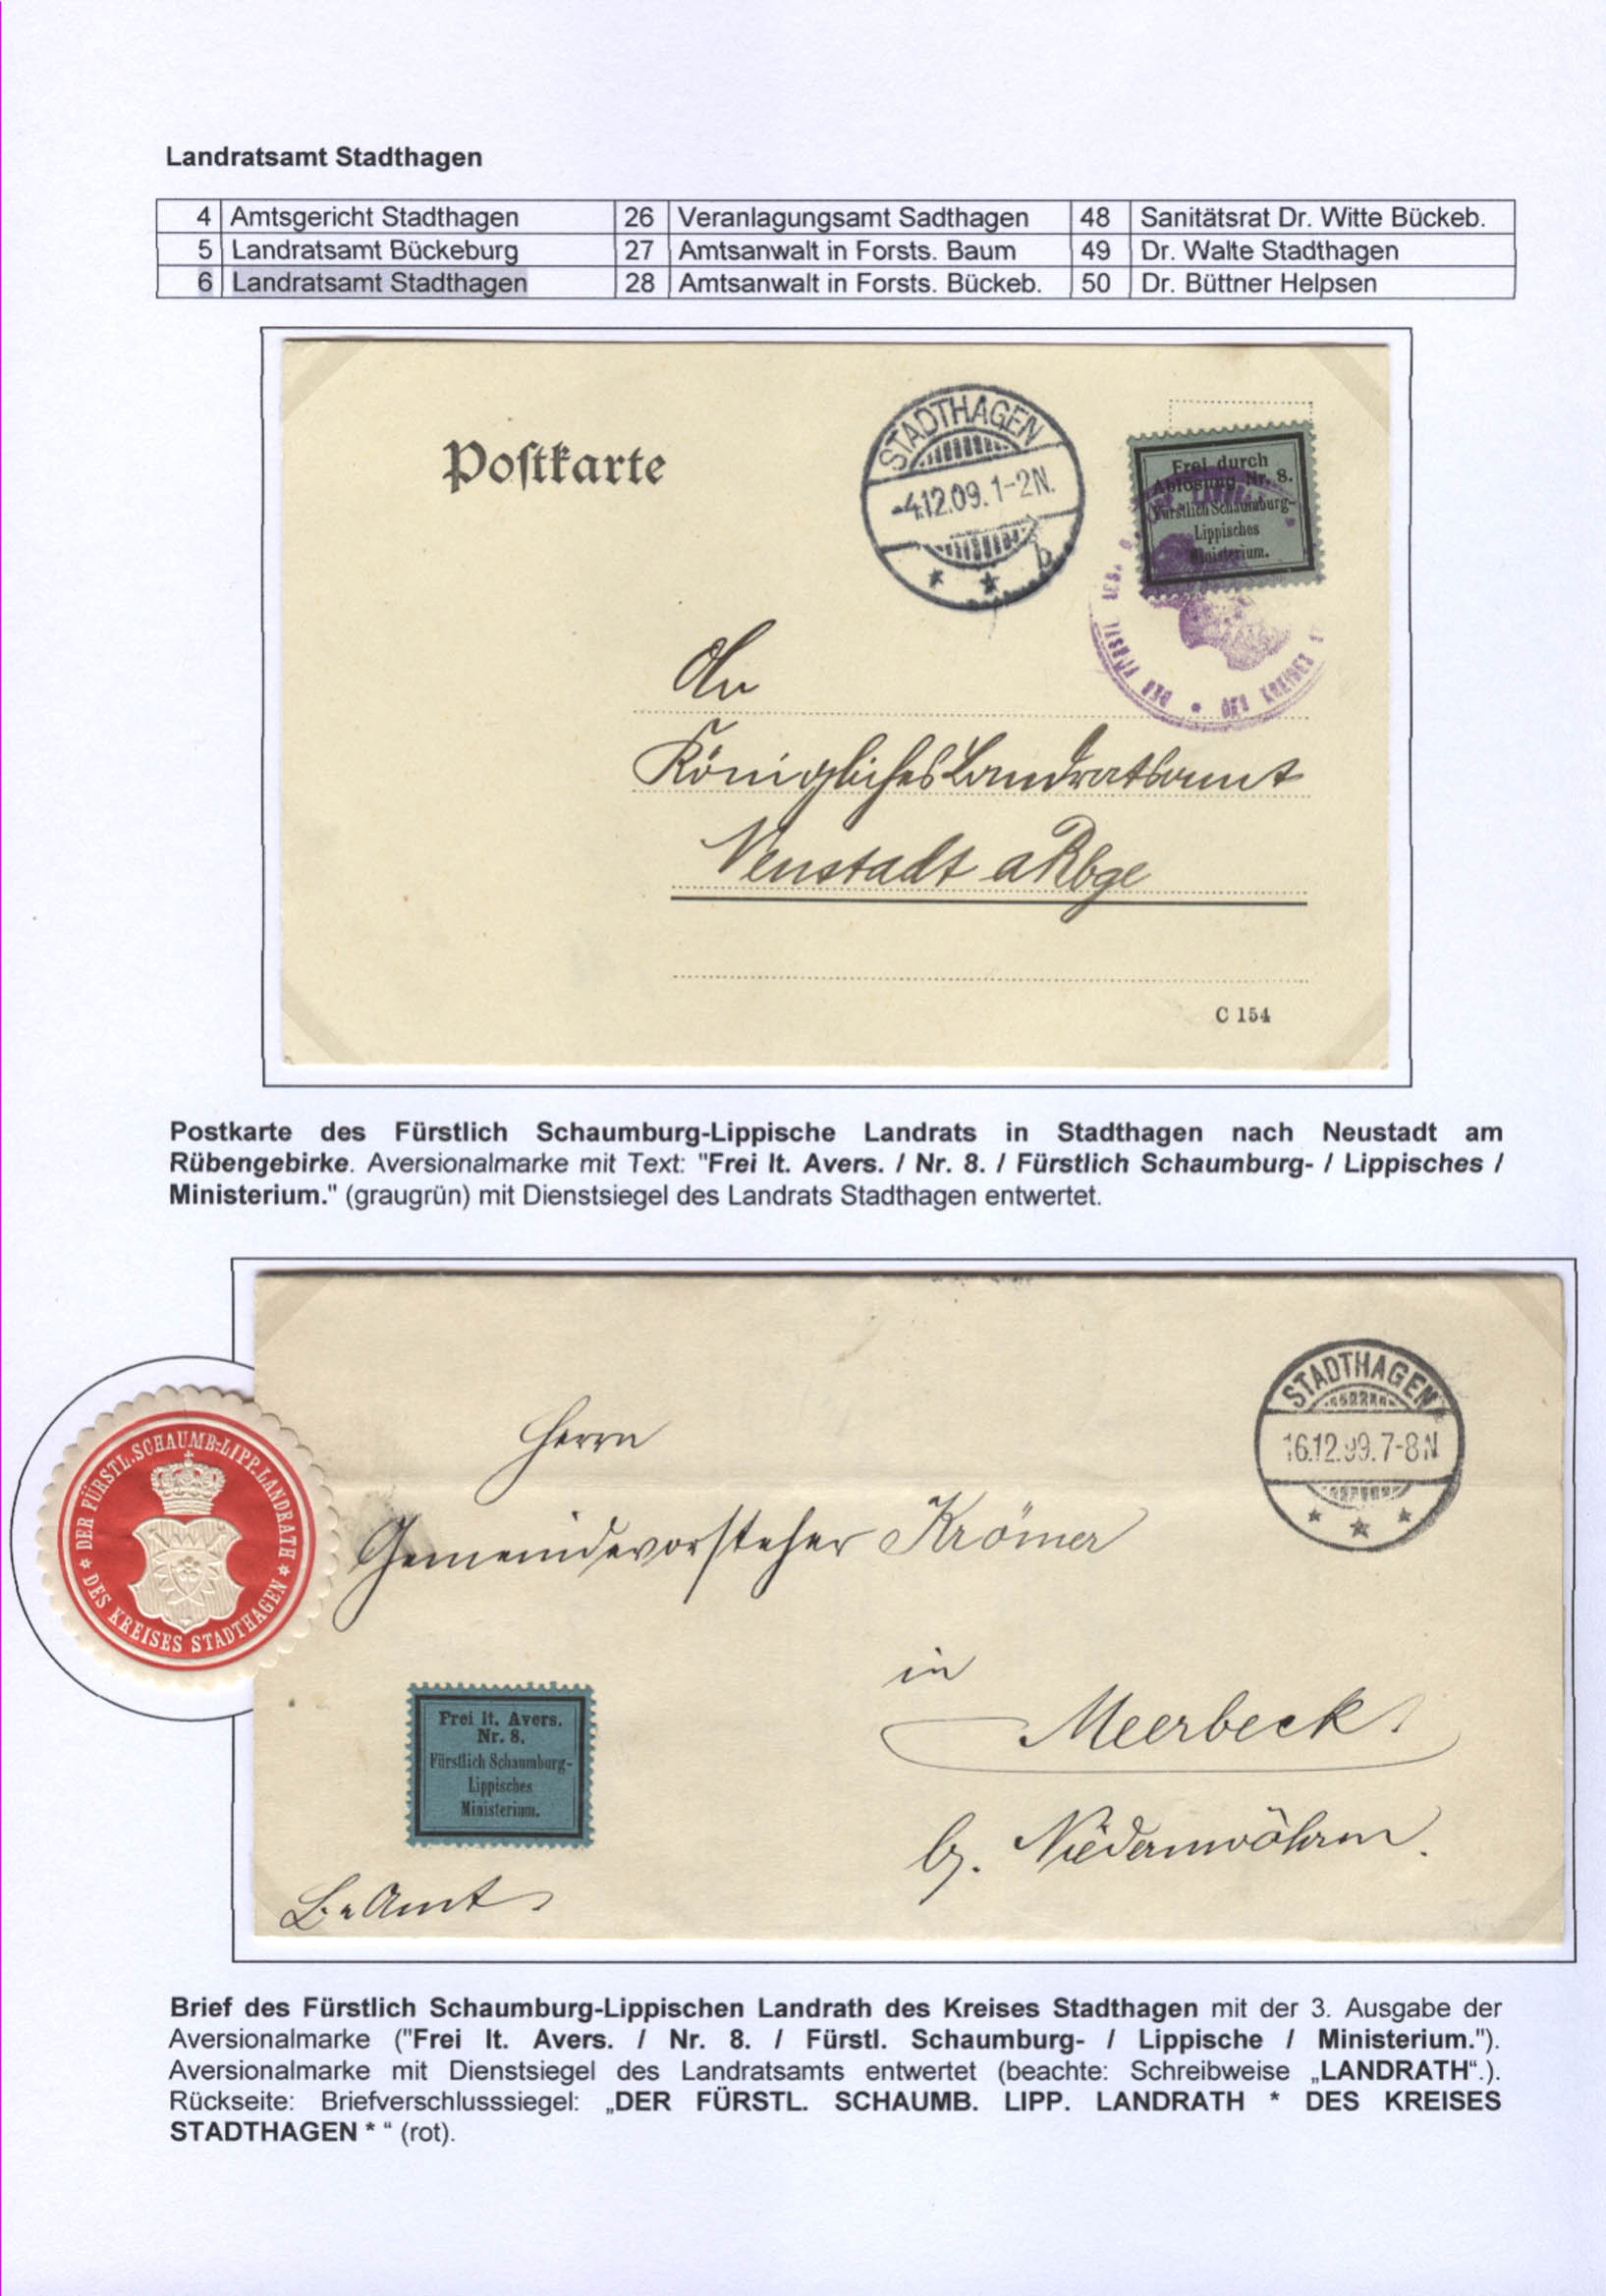 Landratsamt Stadthagen
4 Amtsgericht Stadthagen 26 Veranlagungsamt Sadthagen 48 Sanitätsrat Dr. Witte Bückeb.
5 Landratsamt Bückeburg 27 Amtsanwalt in Forsts. Baum 49 Dr. Walte Stadthagen
6 Landratsamt Stadthagen 28 Amtsanwalt in Forsts. Bückeb. 50 Dr. Büttner Helpsen
Postkarte
STADTHAGEN
-4.12.09.1-2N.
b.
Frei durch
Ablösung Nr. 8.
Fürstlich Schaumburg-
Lippisches
Ministerium.
DER FÜRSTL
DES KREISES
An
Königliches Landratsamt
Neustadt a Rbge
C 154
Postkarte des Fürstlich Schaumburg-Lippische Landrats in Stadthagen nach Neustadt am
Rübengebirke. Aversionalmarke mit Text: "Frei lt. Avers. / Nr. 8. / Fürstlich Schaumburg- / Lippisches /
Ministerium." (graugrün) mit Dienstsiegel des Landrats Stadthagen entwertet.
STADTHAGEN
16.12.99.7-8N
DER FÜRSTL. SCHAUMB-LIPP. LANDRATH
* DES KREISES STADTHAGEN *
Herrn
Gemeindevorsteher Krömer
in
Meerbeck
b. Niedernwöhren.
Frei lt. Avers.
Nr. 8.
Fürstlich Schaumburg-
Lippisches
Ministerium.
L.-Amt
Brief des Fürstlich Schaumburg-Lippischen Landrath des Kreises Stadthagen mit der 3. Ausgabe der
Aversionalmarke ("Frei lt. Avers. / Nr. 8. / Fürstl. Schaumburg- / Lippische / Ministerium.").
Aversionalmarke mit Dienstsiegel des Landratsamts entwertet (beachte: Schreibweise „LANDRATH“.).
Rückseite: Briefverschlusssiegel: „DER FÜRSTL. SCHAUMB. LIPP. LANDRATH * DES KREISES
STADTHAGEN * “ (rot).